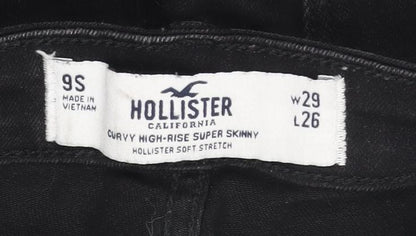 9S
MADE IN
VIETNAM
HOLLISTER
CALIFORNIA
CURVY HIGH-RISE SUPER SKINNY
HOLLISTER SOFT STRETCH
W29
L26